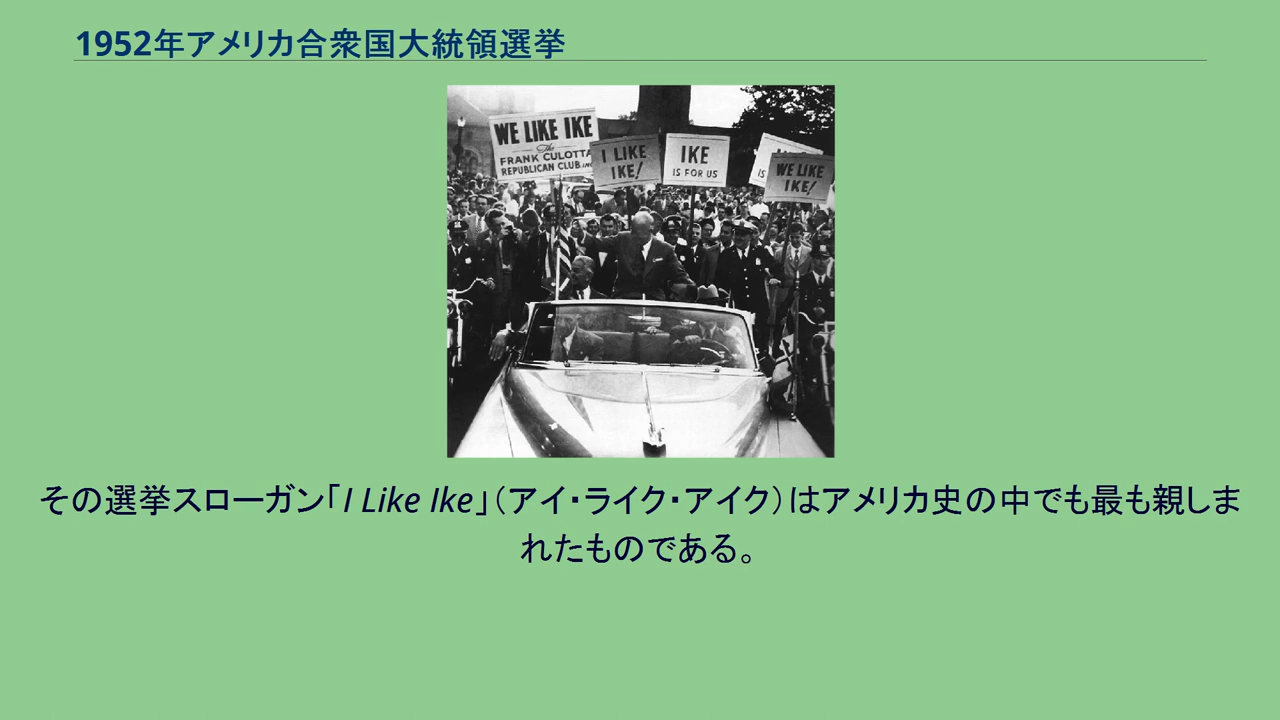 1952年アメリカ合衆国大統領選挙
WE LIKE IKE
The
FRANK CULOTTA
REPUBLICAN CLUB INC
I LIKE
IKE!
IKE
IS FOR US
IS
WE LIKE
IKE!
その選挙スローガン「I Like Ike」(アイ・ライク・アイク)はアメリカ史の中でも最も親しま
れたものである。